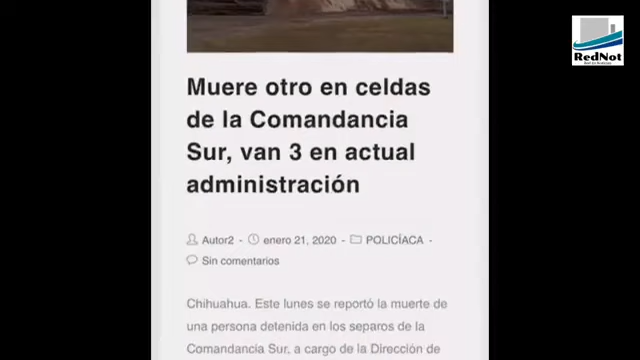 RedNot
Muere otro en celdas
de la Comandancia
Sur, van 3 en actual
administración
Autor2 - enero 21, 2020 - POLICÍACA -
Sin comentarios
Chihuahua. Este lunes se reportó la muerte de
una persona detenida en los separos de la
Comandancia Sur, a cargo de la Dirección de